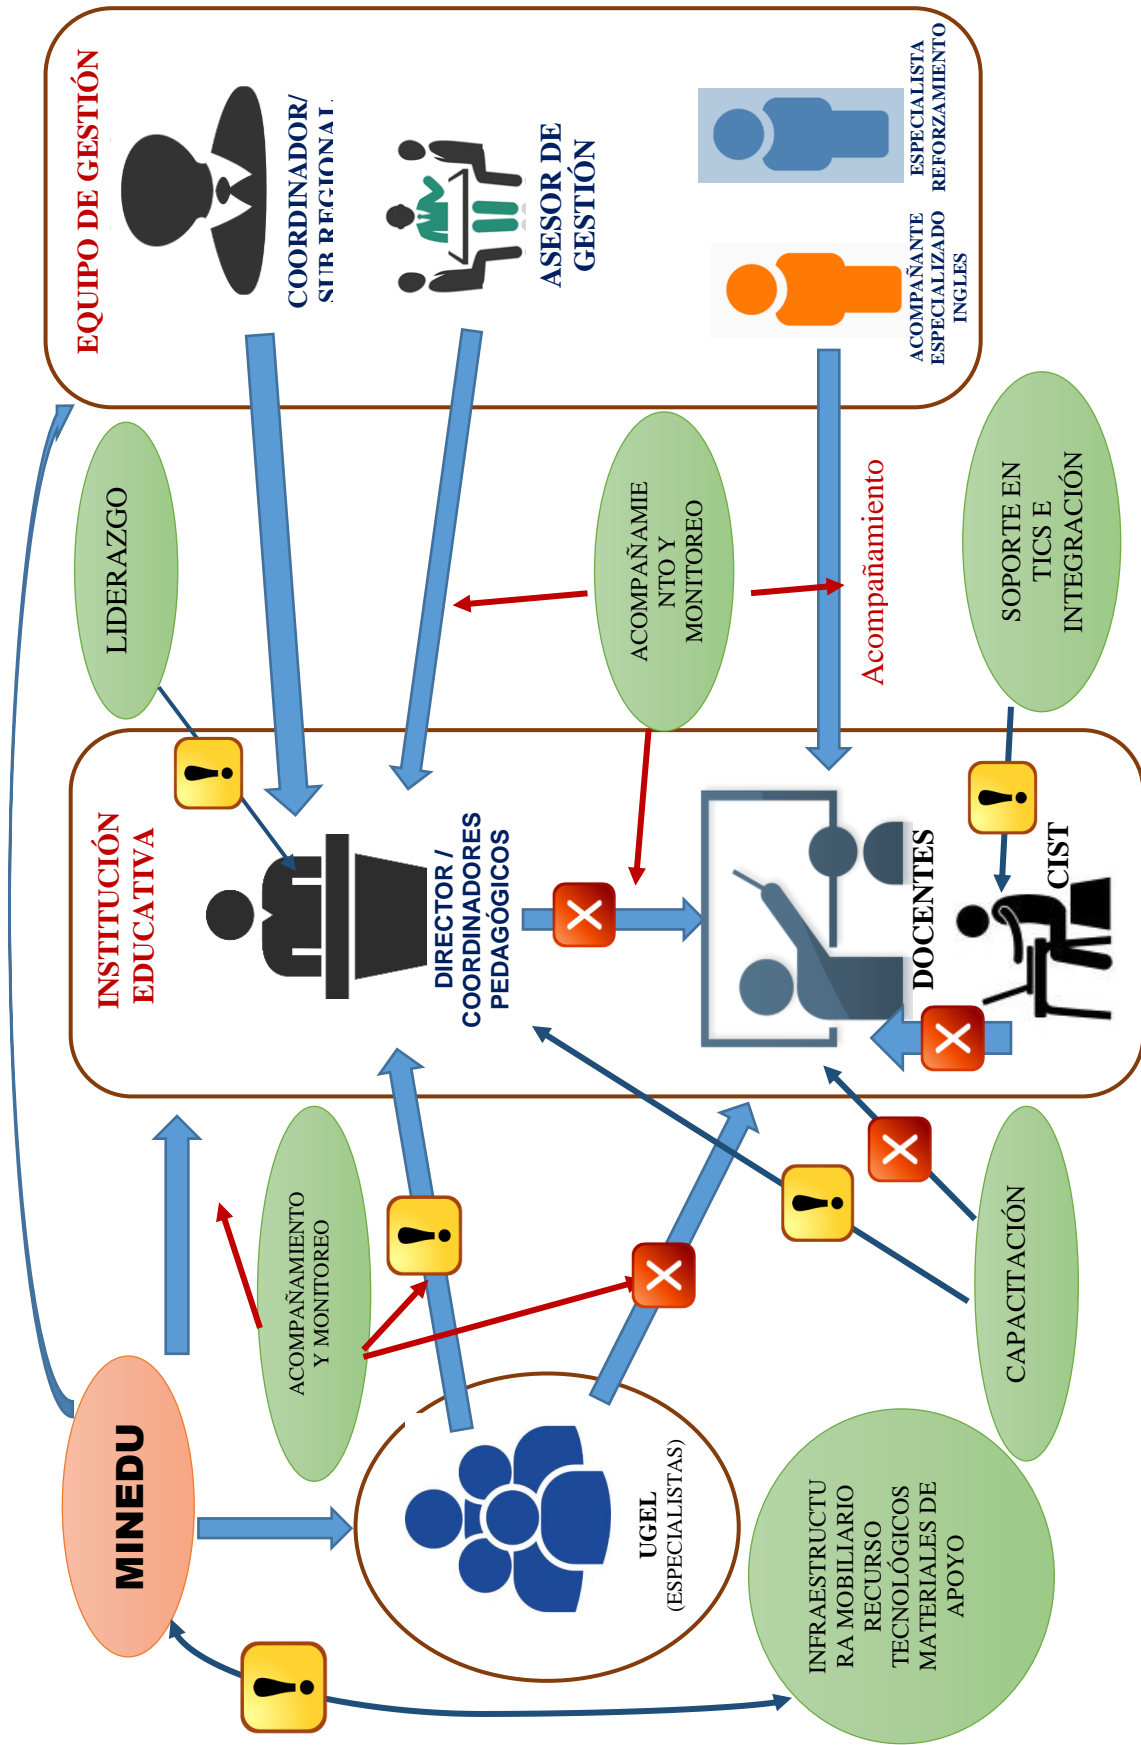 MINEDU
ACOMPAÑAMIENTO
Y MONITOREO
UGEL
(ESPECIALISTAS)
INFRAESTRUCTU
RA MOBILIARIO
RECURSO
TECNOLÓGICOS
MATERIALES DE
APOYO
CAPACITACIÓN
INSTITUCIÓN
EDUCATIVA
DIRECTOR /
COORDINADORES
PEDAGÓGICOS
DOCENTES
CIST
LIDERAZGO
ACOMPAÑAMIE
NTO Y
MONITOREO
Acompañamiento
SOPORTE EN
TICS E
INTEGRACIÓN
EQUIPO DE GESTIÓN
COORDINADOR/
SUB REGIONAL
ASESOR DE
GESTIÓN
ACOMPAÑANTE
ESPECIALIZADO
INGLES
ESPECIALISTA
REFORZAMIENTO